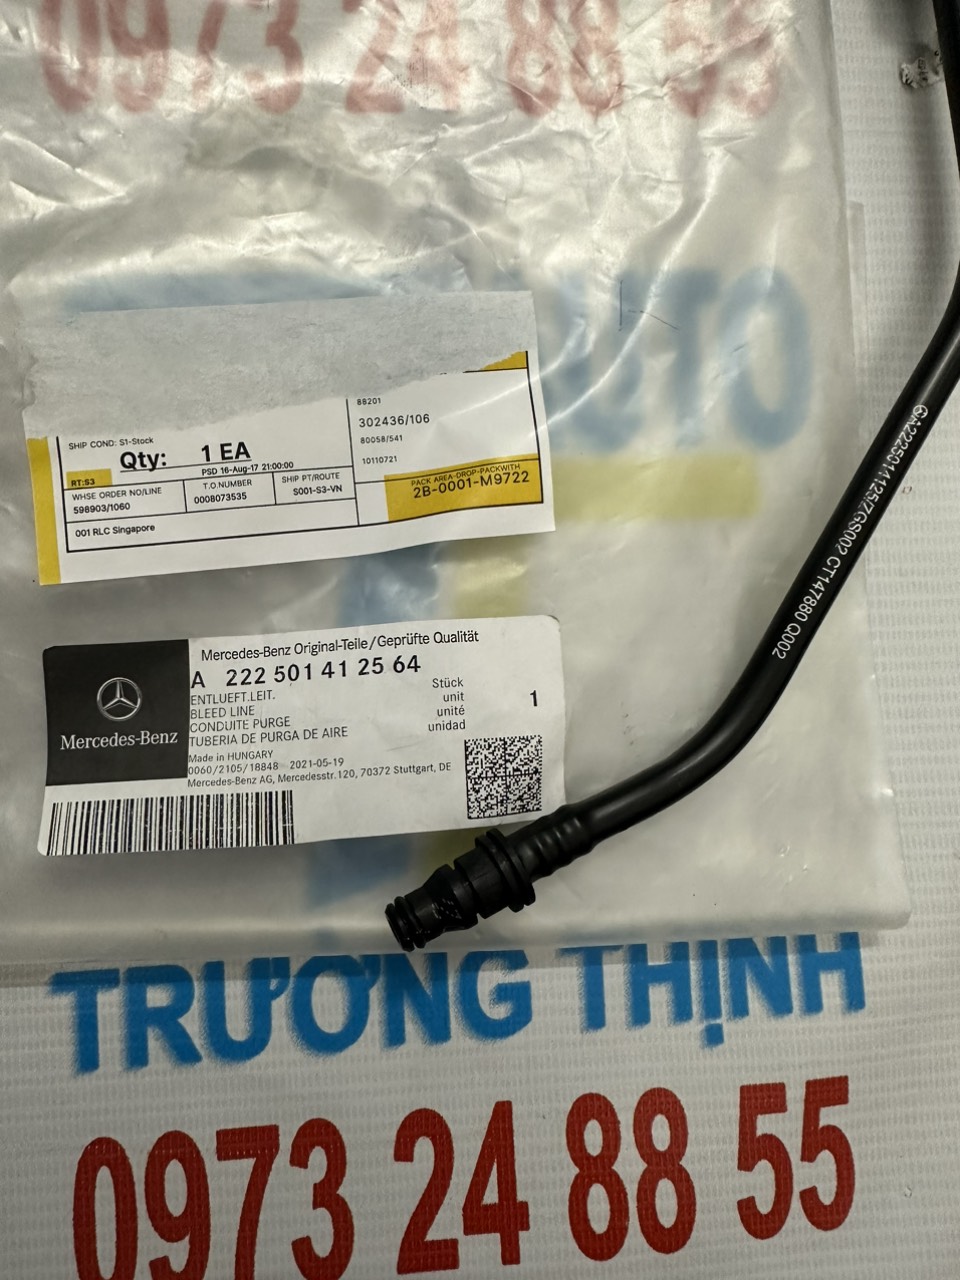 0973 24 88 55
AUTO
88201
302436/106
80058/541
10110721
SHIP COND: S1-Stock
Qty: 1 EA
PSD 16-Aug-17 21:00:00
RT:S3
WHSE ORDER NO/LINE
598903/1060
T.O.NUMBER
0008073535
SHIP PT/ROUTE
S001-S3-VN
PACK AREA-DROP-PACKWITH
2B-0001-M9722
001 RLC Singapore
A2225014125/ZGS002 CT147880 Q002
Mercedes-Benz Original-Teile/Geprüfte Qualität
A 222 501 41 25 64
ENTLUEFT.LEIT.
BLEED LINE
CONDUITE PURGE
TUBERIA DE PURGA DE AIRE
Stück
unit
unité
unidad
1
Made in HUNGARY
0060/2105/18848 2021-05-19
Mercedes-Benz AG, Mercedesstr.120, 70372 Stuttgart, DE
Mercedes-Benz
TRƯƠNG THỊNH
0973 24 88 55